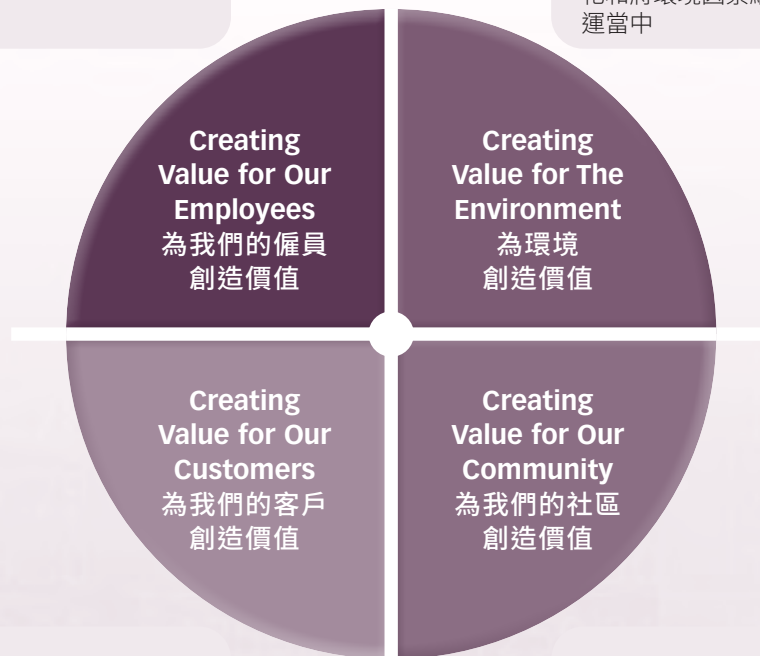 運當中
Creating
Value for Our
Employees
為我們的僱員
創造價值
Creating
Value for The
Environment
為環境
創造價值
Creating
Value for Our
Customers
為我們的客戶
創造價值
Creating
Value for Our
Community
為我們的社區
創造價值